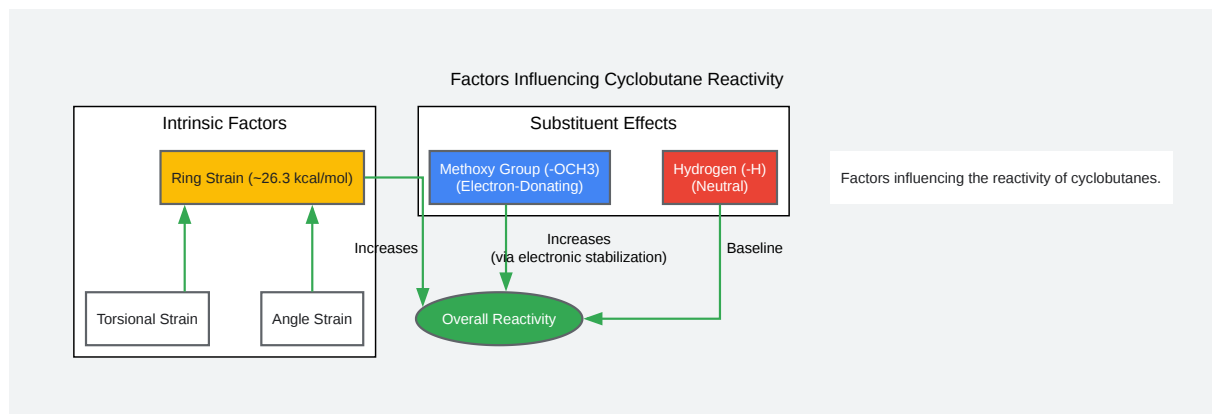 Factors Influencing Cyclobutane Reactivity
Intrinsic Factors
Substituent Effects
Ring Strain (~26.3 kcal/mol)
Methoxy Group (-OCH3)
(Electron-Donating)
Hydrogen (-H)
(Neutral)
Factors influencing the reactivity of cyclobutanes.
Increases
Increases
(via electronic stabilization)
Baseline
Torsional Strain
Angle Strain
Overall Reactivity